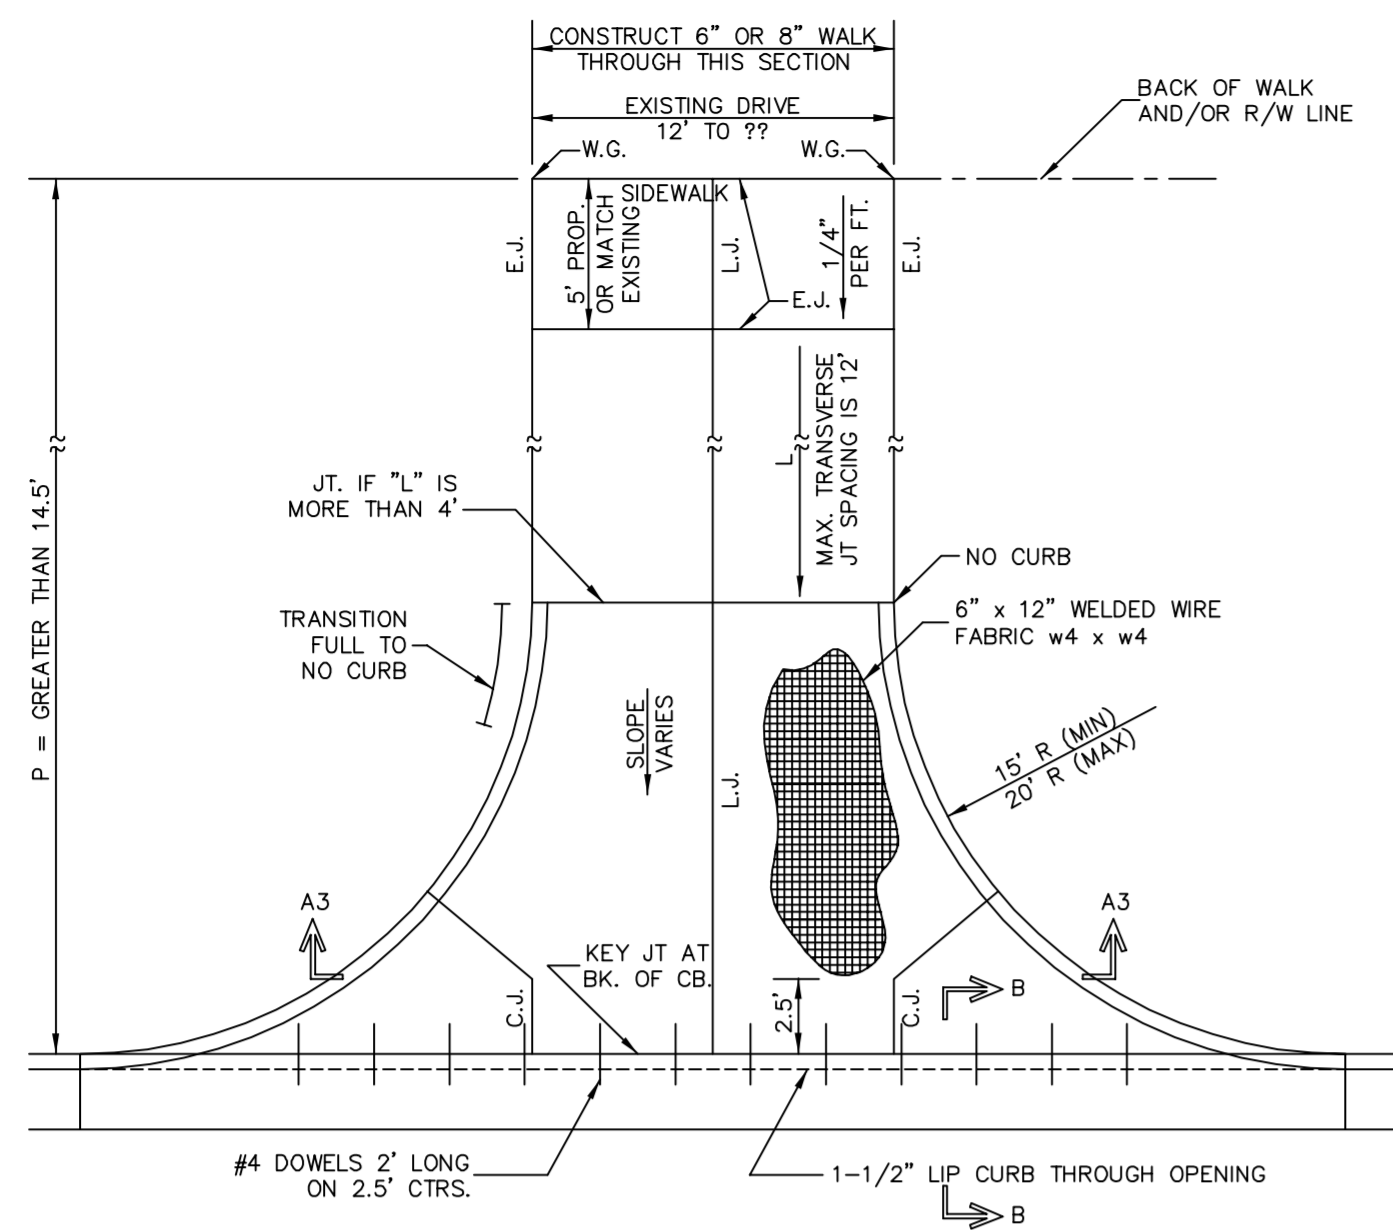 CONSTRUCT 6" OR 8" WALK
THROUGH THIS SECTION
EXISTING DRIVE
12' TO ??
BACK OF WALK
AND/OR R/W LINE
W.G.
W.G.
SIDEWALK
E.J.
5' PROP.
OR MATCH
EXISTING
L.J.
1/4"
PER FT.
E.J.
E.J.
P = GREATER THAN 14.5'
L
MAX. TRANSVERSE
JT SPACING IS 12'
JT. IF "L" IS
MORE THAN 4'
NO CURB
TRANSITION
FULL TO
NO CURB
6" x 12" WELDED WIRE
FABRIC w4 x w4
SLOPE
VARIES
L.J.
15' R (MIN)
20' R (MAX)
A3
A3
KEY JT AT
BK. OF CB.
C.J.
2.5'
C.J.
B
#4 DOWELS 2' LONG
ON 2.5' CTRS.
1-1/2" LIP CURB THROUGH OPENING
B